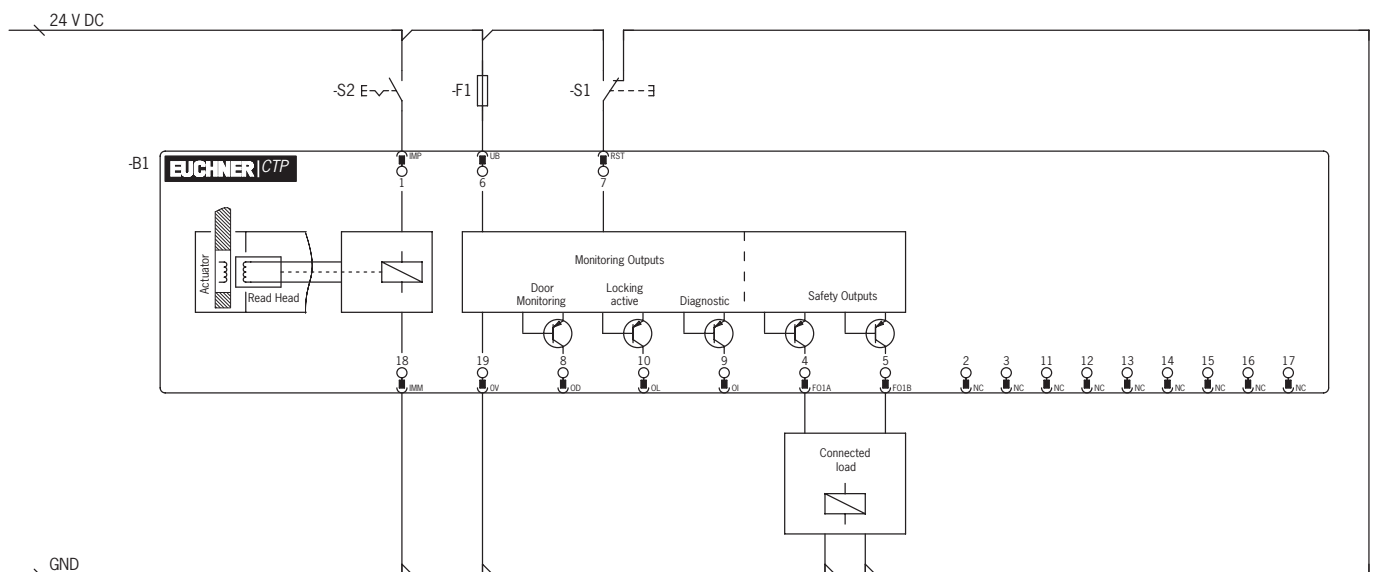 24 V DC
-S2
-F1
-S1
-B1
EUCHNER CTP
IMP
UB
RST
1
6
7
Actuator
Read Head
Monitoring Outputs
Door
Monitoring
Locking
active
Diagnostic
Safety Outputs
18
19
8
10
9
4
5
2
3
11
12
13
14
15
16
17
IMM
0V
OD
OL
OI
FO1A
FO1B
NC
NC
NC
NC
NC
NC
NC
NC
NC
Connected
load
GND